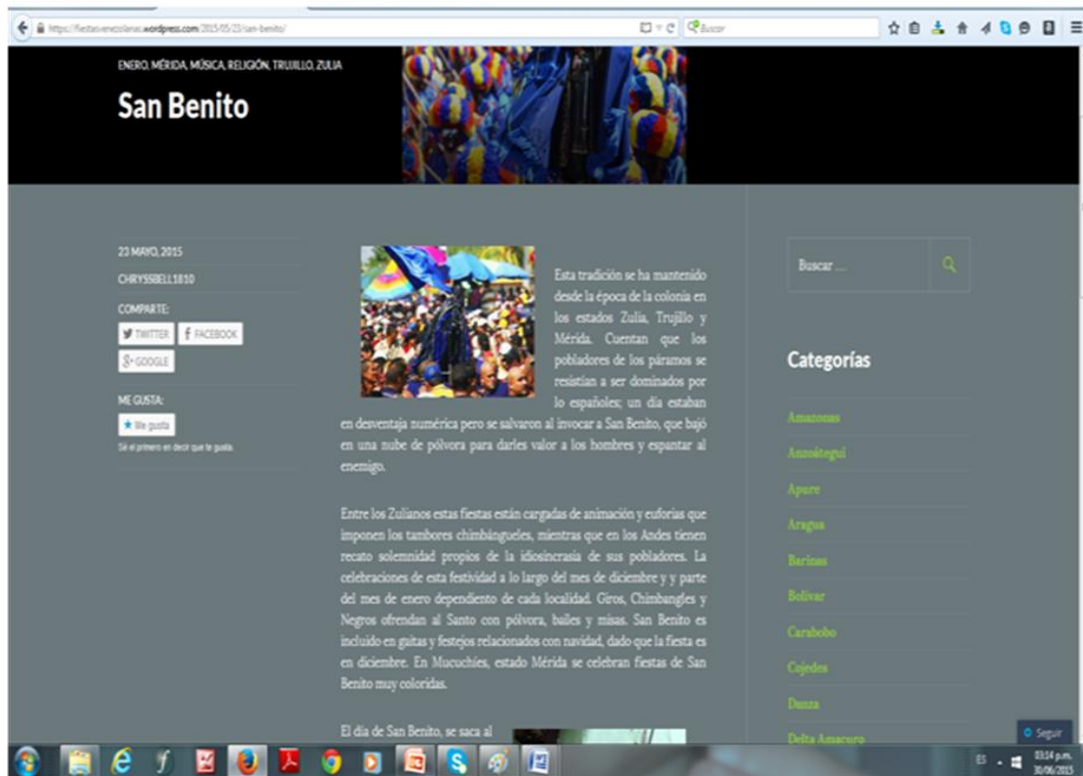 https://fiestasvenezolanas.wordpress.com/2015/05/23/san-benito/
Buscar
ENERO, MÉRIDA, MÚSICA, RELIGIÓN, TRUJILLO, ZULIA
San Benito
23 MAYO, 2015
CHRYSSBELL1810
COMPARTE:
TWITTER
FACEBOOK
GOOGLE
ME GUSTA:
Me gusta
Sé el primero en decir que te gusta.
Esta tradición se ha mantenido
desde la época de la colonia en
los estados Zulia, Trujillo y
Mérida. Cuentan que los
pobladores de los páramos se
resistían a ser dominados por
lo españoles; un día estaban
en desventaja numérica pero se salvaron al invocar a San Benito, que bajó
en una nube de pólvora para darles valor a los hombres y espantar al
enemigo.
Entre los Zulianos estas fiestas están cargadas de animación y euforias que
imponen los tambores chimbángueles, mientras que en los Andes tienen
recato solemnidad propios de la idiosincrasia de sus pobladores. La
celebraciones de esta festividad a lo largo del mes de diciembre y y parte
del mes de enero dependiento de cada localidad. Giros, Chimbangles y
Negros ofrendan al Santo con pólvora, bailes y misas. San Benito es
incluido en gaitas y festejos relacionados con navidad, dado que la fiesta es
en diciembre. En Mucuchíes, estado Mérida se celebran fiestas de San
Benito muy coloridas.
El día de San Benito, se saca al
Buscar ...
Categorías
Amazonas
Anzoátegui
Apure
Aragua
Barinas
Bolívar
Carabobo
Cojedes
Danza
Delta Amacuro
Seguir
ES
03:14 p.m.
30/06/2015